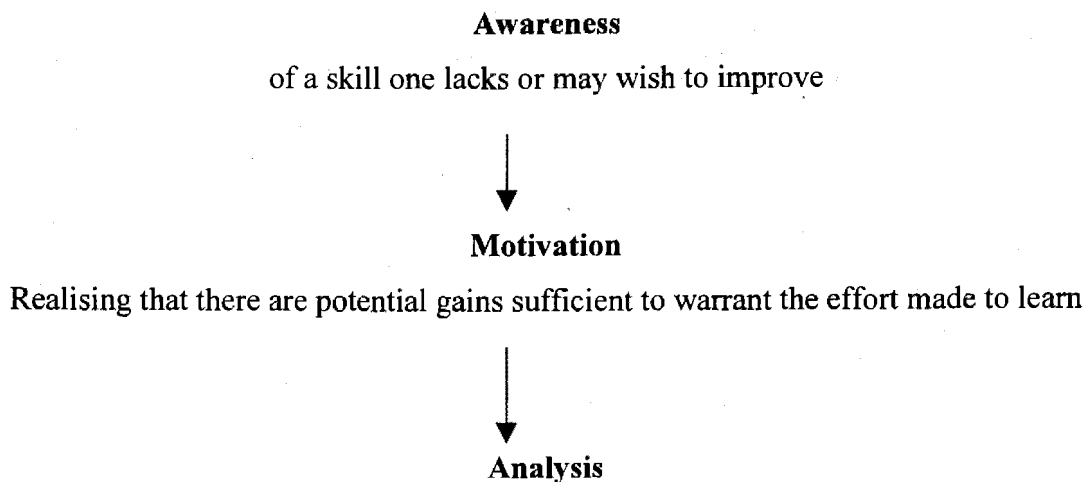 Awareness
of a skill one lacks or may wish to improve
Motivation
Realising that there are potential gains sufficient to warrant the effort made to learn
Analysis